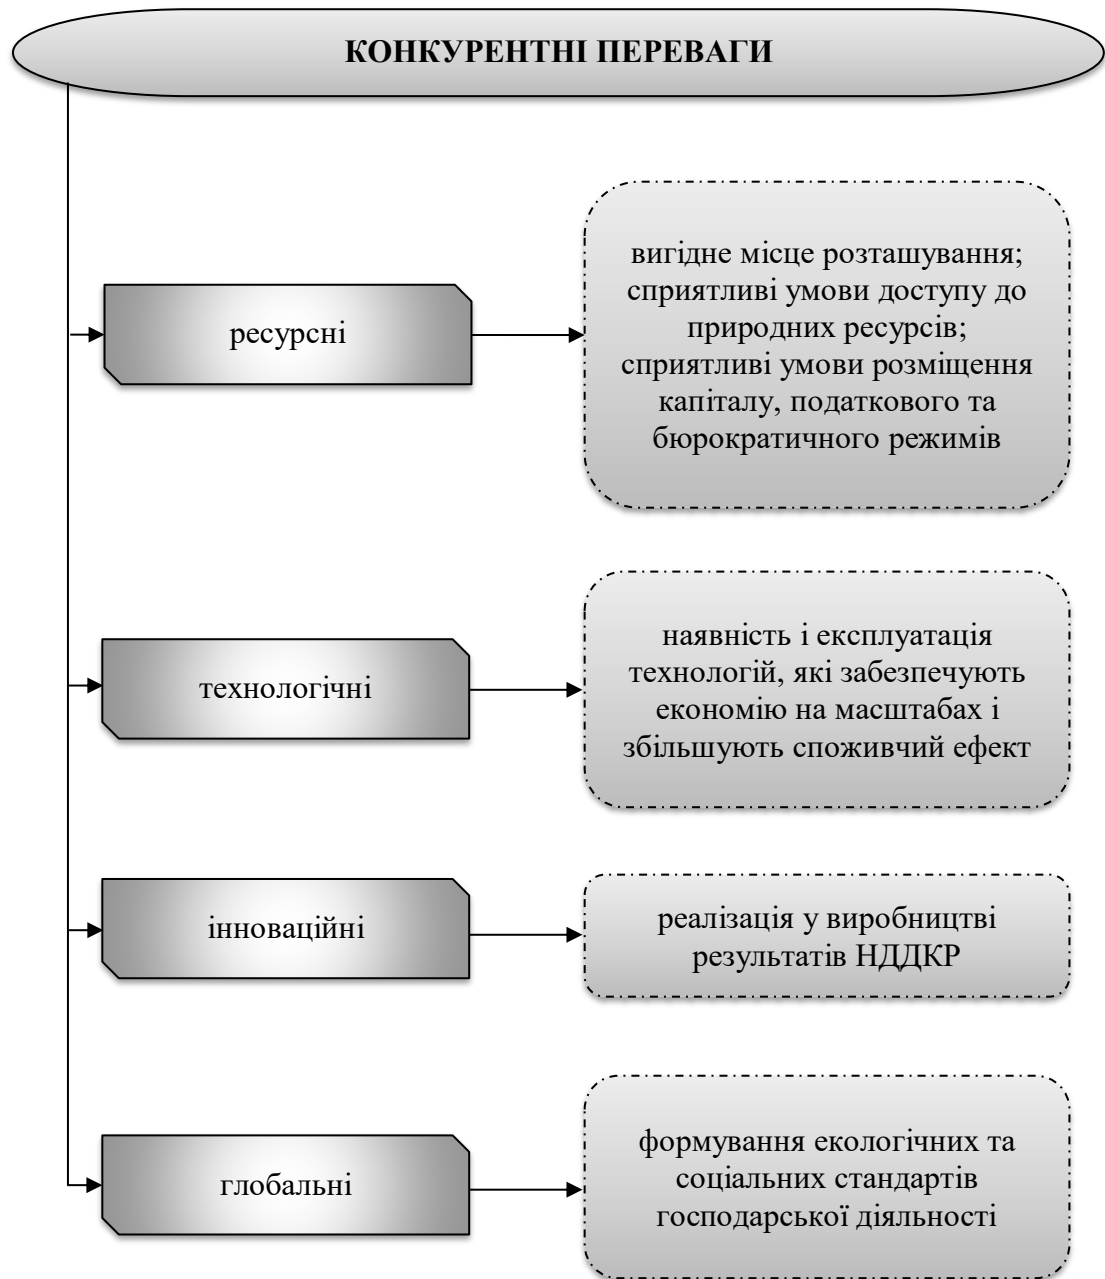 КОНКУРЕНТНІ ПЕРЕВАГИ
ресурсні
вигідне місце розташування;
сприятливі умови доступу до
природних ресурсів;
сприятливі умови розміщення
капіталу, податкового та
бюрократичного режимів
технологічні
наявність і експлуатація
технологій, які забезпечують
економію на масштабах і
збільшують споживчий ефект
інноваційні
реалізація у виробництві
результатів НДДКР
глобальні
формування екологічних та
соціальних стандартів
господарської діяльності